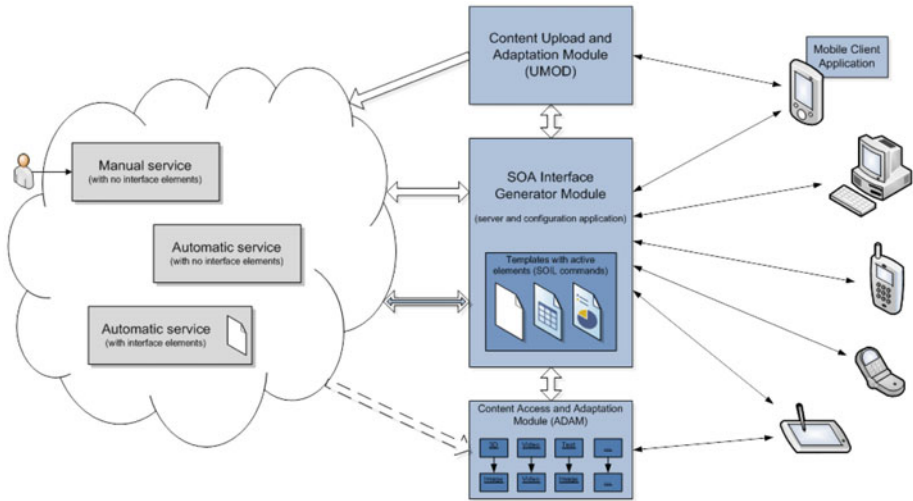 Content Upload and
Adaptation Module
(UMOD)
Mobile Client
Application
Manual service
(with no interface elements)
SOA Interface
Generator Module
(server and configuration application)
Automatic service
(with no interface elements)
Templates with active
elements (SOIL commands)
Automatic service
(with interface elements)
Content Access and Adaptation
Module (ADAM)
3D
Video
Text
...
Image
Video
Image
...